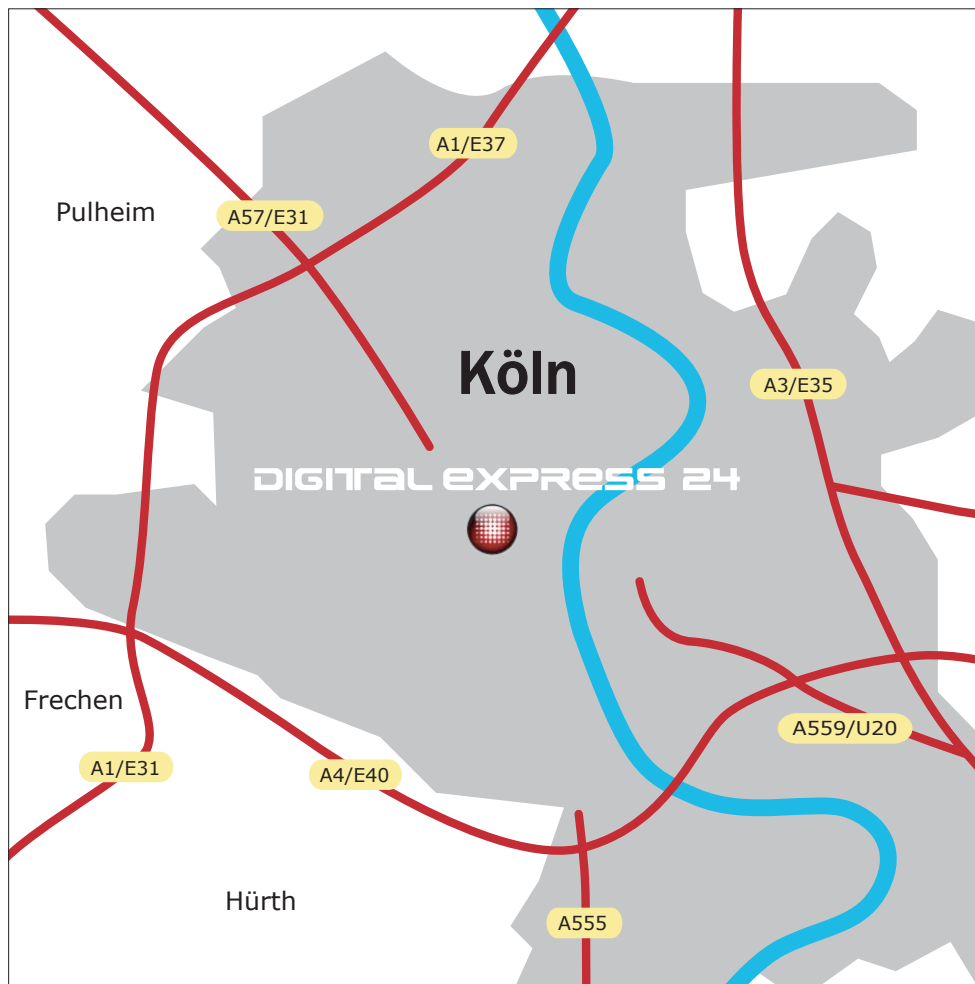 A1/E37
Pulheim
A57/E31
Köln
A3/E35
DIGITAL EXPRESS 24
Frechen
A559/U20
A1/E31
A4/E40
Hürth
A555